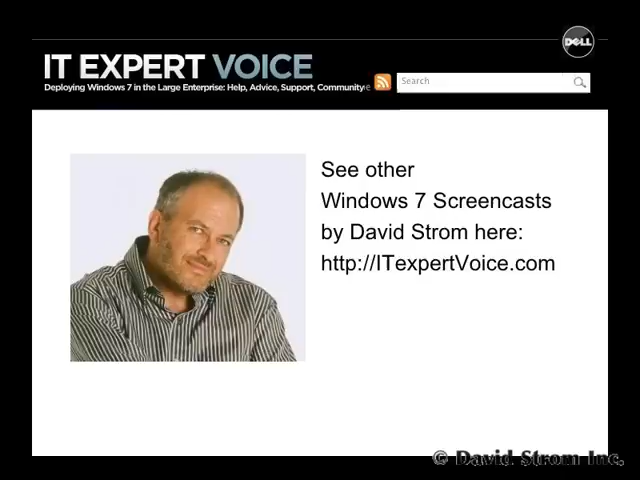 DELL
IT EXPERT VOICE
Deploying Windows 7 in the Large Enterprise: Help, Advice, Support, Community
Search
See other
Windows 7 Screencasts
by David Strom here:
http://ITexpertVoice.com
© David Strom Inc.